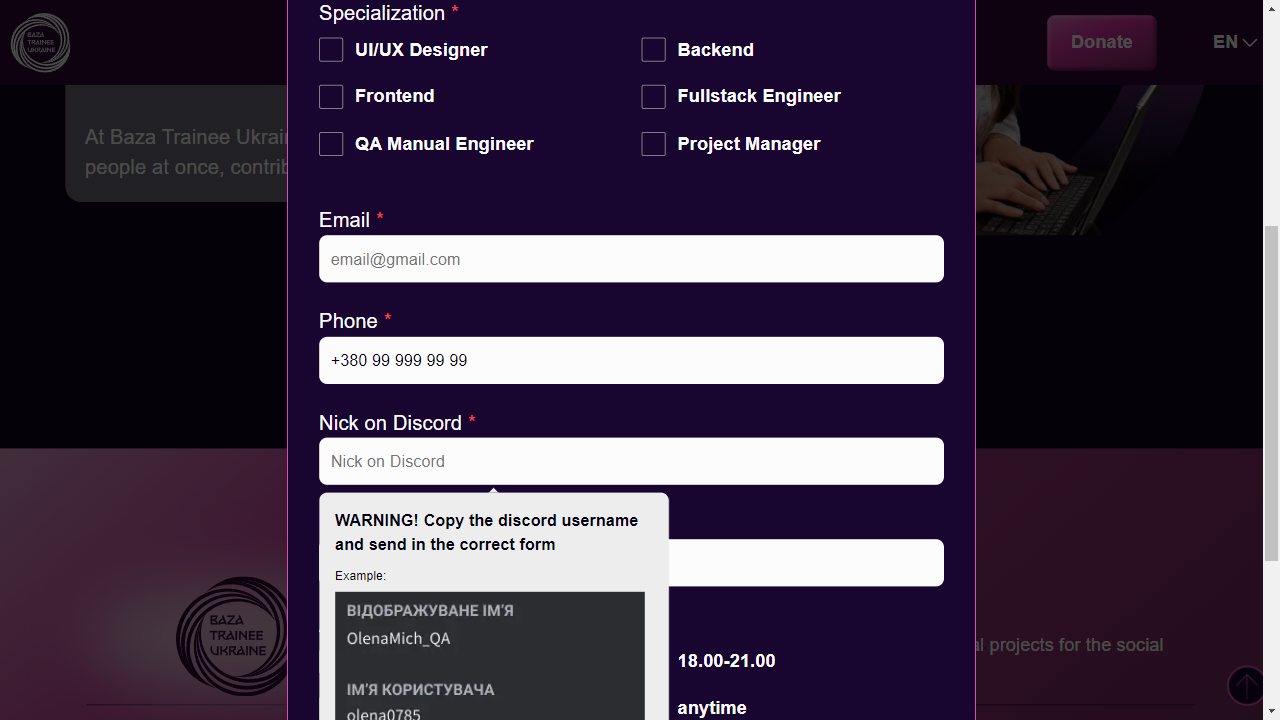 Specialization *
UI/UX Designer
Backend
Frontend
Fullstack Engineer
QA Manual Engineer
Project Manager
Email *
email@gmail.com
Phone *
+380 99 999 99 99
Nick on Discord *
Nick on Discord
WARNING! Copy the discord username
and send in the correct form
Example:
ВІДОБРАЖУВАНЕ ІМ'Я
OlenaMich_QA
ІМ'Я КОРИСТУВАЧА
olena0785
18.00-21.00
anytime
BAZA
TRAINEE
UKRAINE
Donate
EN
At Baza Trainee Ukrai
people at once, contrib
BAZA
TRAINEE
UKRAINE
al projects for the social